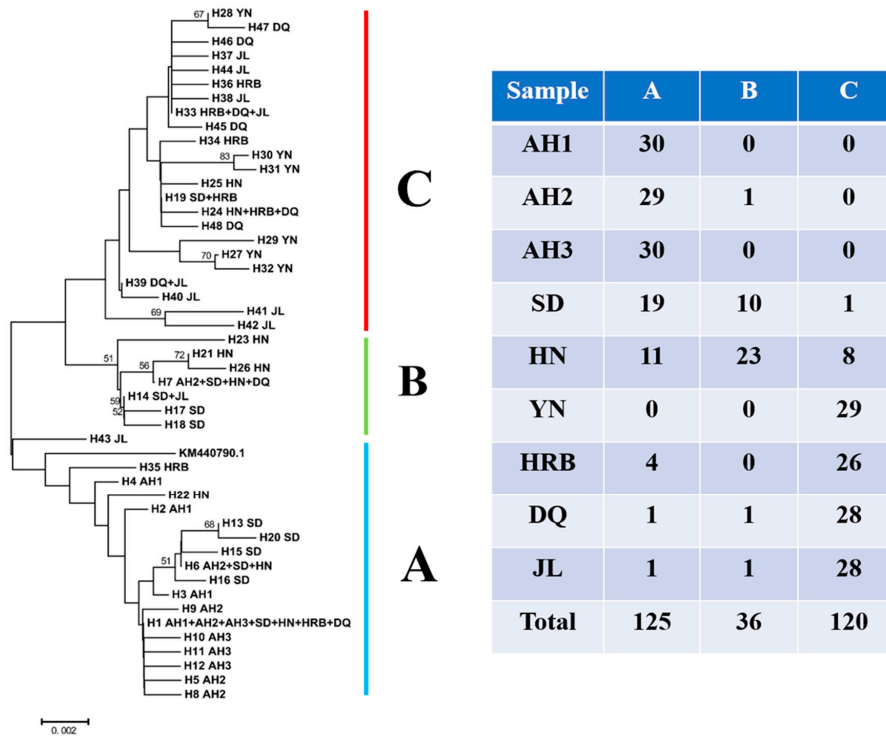 67
H28 YN
H47 DQ
H46 DQ
H37 JL
H44 JL
H36 HRB
H38 JL
H33 HRB+DQ+JL
H45 DQ
H34 HRB
83
H30 YN
H31 YN
H25 HN
H19 SD+HRB
H24 HN+HRB+DQ
H48 DQ
H29 YN
70
H27 YN
H32 YN
H39 DQ+JL
H40 JL
69
H41 JL
H42 JL
C
H23 HN
51
72
H21 HN
56
H26 HN
H7 AH2+SD+HN+DQ
59
H14 SD+JL
52
H17 SD
H18 SD
B
H43 JL
KM440790.1
H35 HRB
H4 AH1
H22 HN
H2 AH1
68
H13 SD
H20 SD
H15 SD
51
H6 AH2+SD+HN
H16 SD
H3 AH1
H9 AH2
H1 AH1+AH2+AH3+SD+HN+HRB+DQ
H10 AH3
H11 AH3
H12 AH3
H5 AH2
H8 AH2
A
0.002
Sample A B C
AH1 30 0 0
AH2 29 1 0
AH3 30 0 0
SD 19 10 1
HN 11 23 8
YN 0 0 29
HRB 4 0 26
DQ 1 1 28
JL 1 1 28
Total 125 36 120